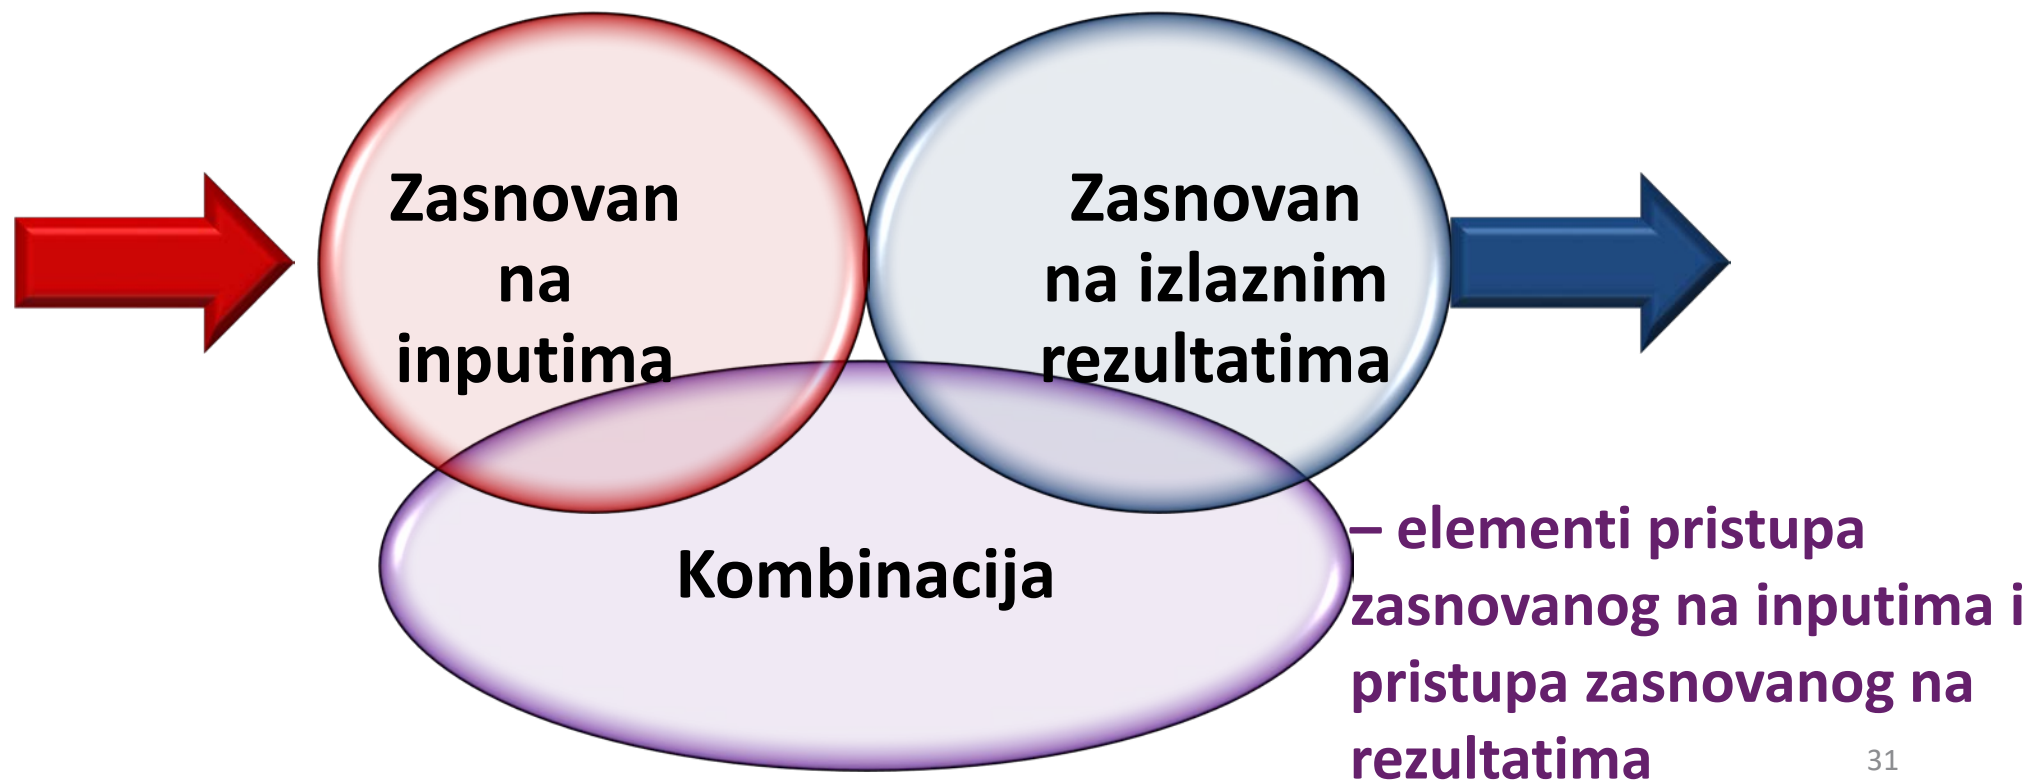 Zasnovan
na
inputima
Zasnovan
na izlaznim
rezultatima
Kombinacija
– elementi pristupa
zasnovanog na inputima i
pristupa zasnovanog na
rezultatima
31